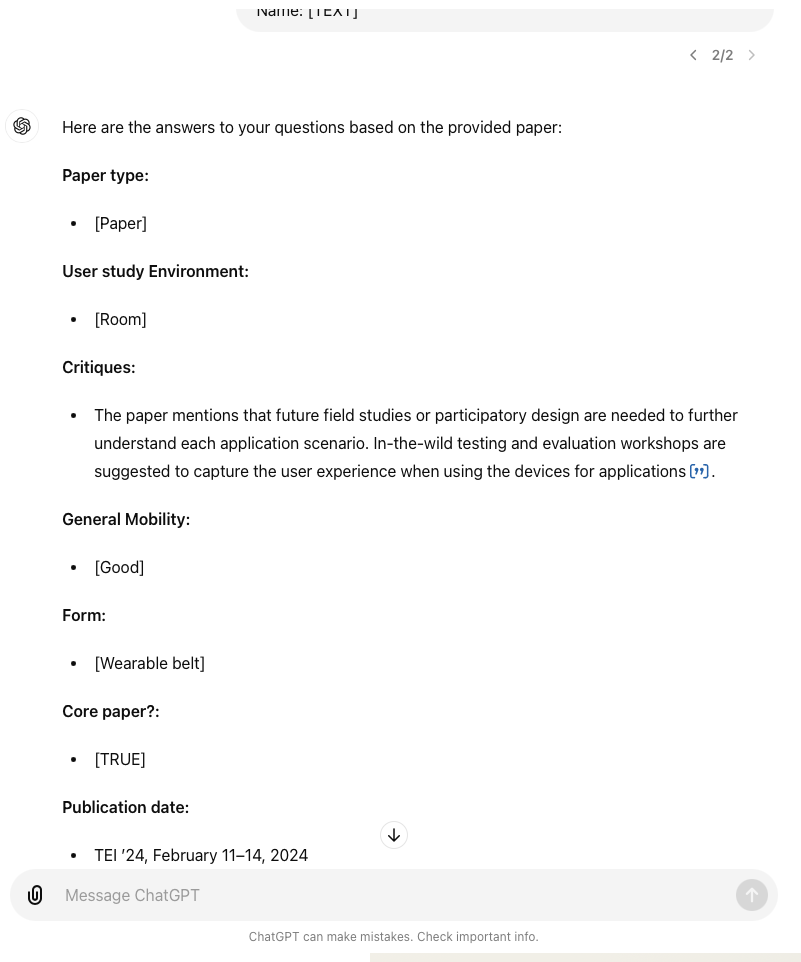 Name: [TEXT]
2/2
Here are the answers to your questions based on the provided paper:
Paper type:
• [Paper]
User study Environment:
• [Room]
Critiques:
• The paper mentions that future field studies or participatory design are needed to further
understand each application scenario. In-the-wild testing and evaluation workshops are
suggested to capture the user experience when using the devices for applications ["].
General Mobility:
• [Good]
Form:
• [Wearable belt]
Core paper?:
• [TRUE]
Publication date:
• TEI ’24, February 11–14, 2024
Message ChatGPT
ChatGPT can make mistakes. Check important info.